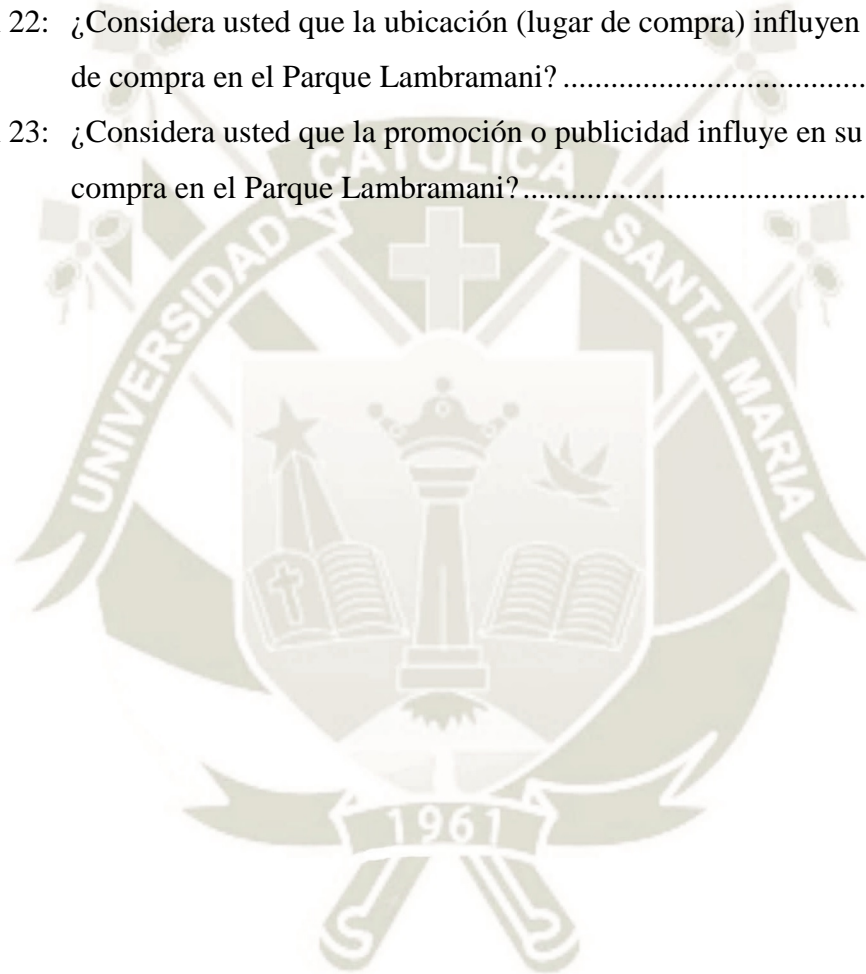 22: ¿Considera usted que la ubicación (lugar de compra) influyen
de compra en el Parque Lambramani? ......................................
23: ¿Considera usted que la promoción o publicidad influye en su
compra en el Parque Lambramani?...........................................
UNIVERSIDAD CATOLICA SANTA MARIA
1961
S